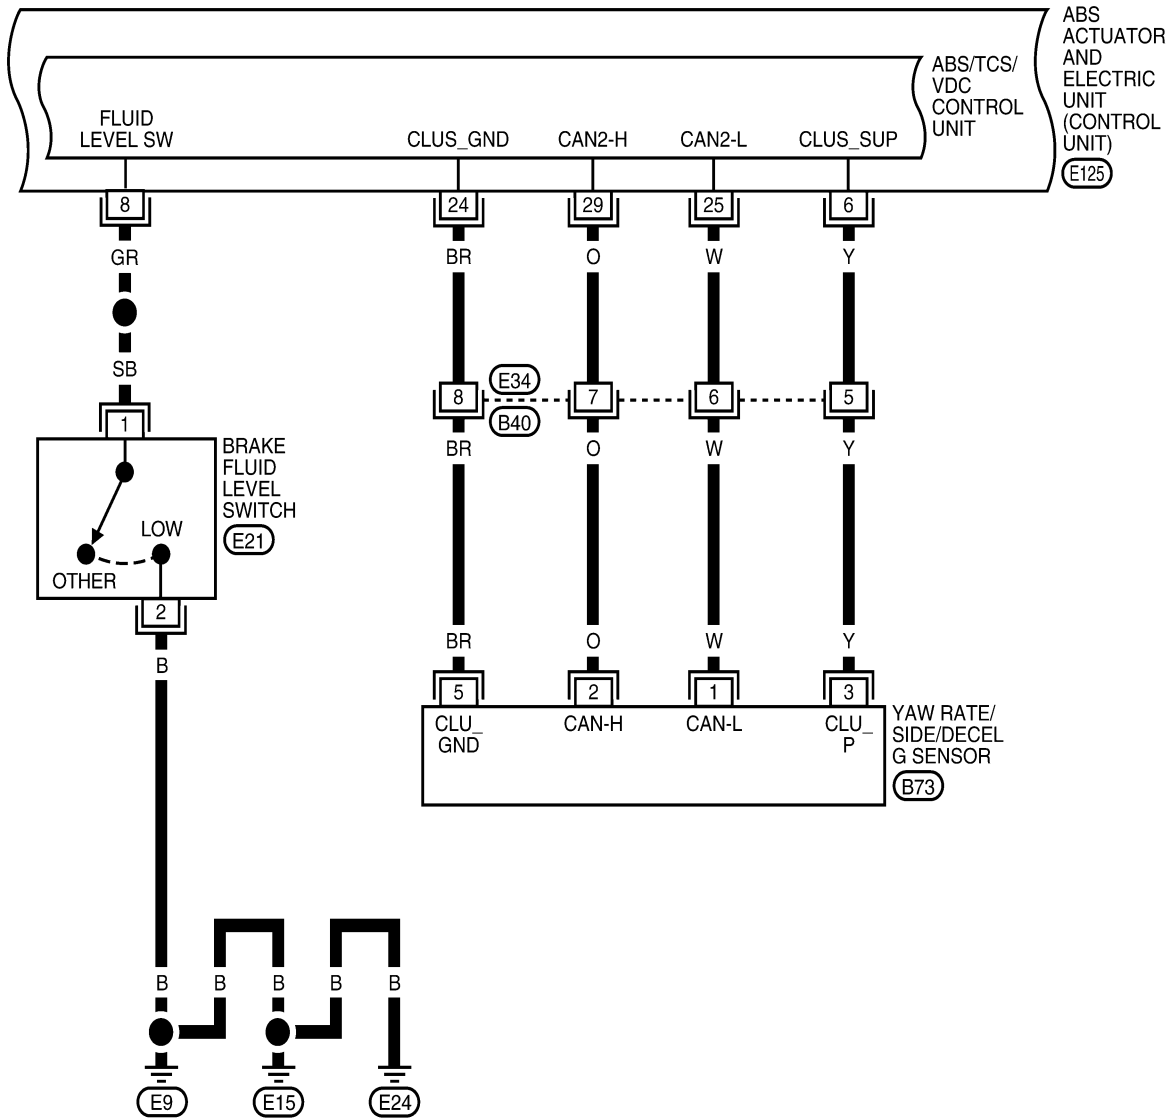 ABS
ACTUATOR
AND
ELECTRIC
UNIT
(CONTROL
UNIT)
E125
ABS/TCS/
VDC
CONTROL
UNIT
FLUID
LEVEL SW
CLUS_GND
CAN2-H
CAN2-L
CLUS_SUP
8
24
29
25
6
GR
BR
O
W
Y
SB
E34
8
7
6
5
B40
1
BRAKE
FLUID
LEVEL
SWITCH
E21
LOW
OTHER
2
BR
O
W
Y
B
BR
O
W
Y
5
2
1
3
CLU_
GND
CAN-H
CAN-L
CLU_
P
YAW RATE/
SIDE/DECEL
G SENSOR
B73
B
B
B
B
B
E9
E15
E24